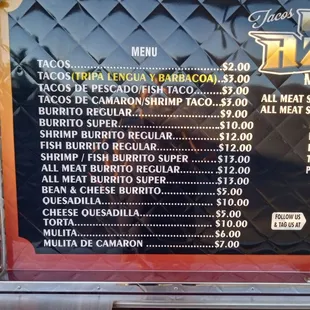 Tacos
MENU
TACOS $2.00
TACOS(TRIPA LENGUA Y BARBACOA)..$3.00
TACOS DE PESCADO/FISH TACO....$3.00
TACOS DE CAMARON/SHRIMP TACO...$3.00
BURRITO REGULAR $9.00
BURRITO SUPER $10.00
SHRIMP BURRITO REGULAR $12.00
FISH BURRITO REGULAR $12.00
SHRIMP / FISH BURRITO SUPER $13.00
ALL MEAT BURRITO REGULAR $12.00
ALL MEAT BURRITO SUPER $13.00
BEAN & CHEESE BURRITO $5.00
QUESADILLA $10.00
CHEESE QUESADILLA $5.00
TORTA $10.00
MULITA $6.00
MULITA DE CAMARON $7.00
ALL MEAT
ALL MEAT
FOLLOW US
& TAG US AT